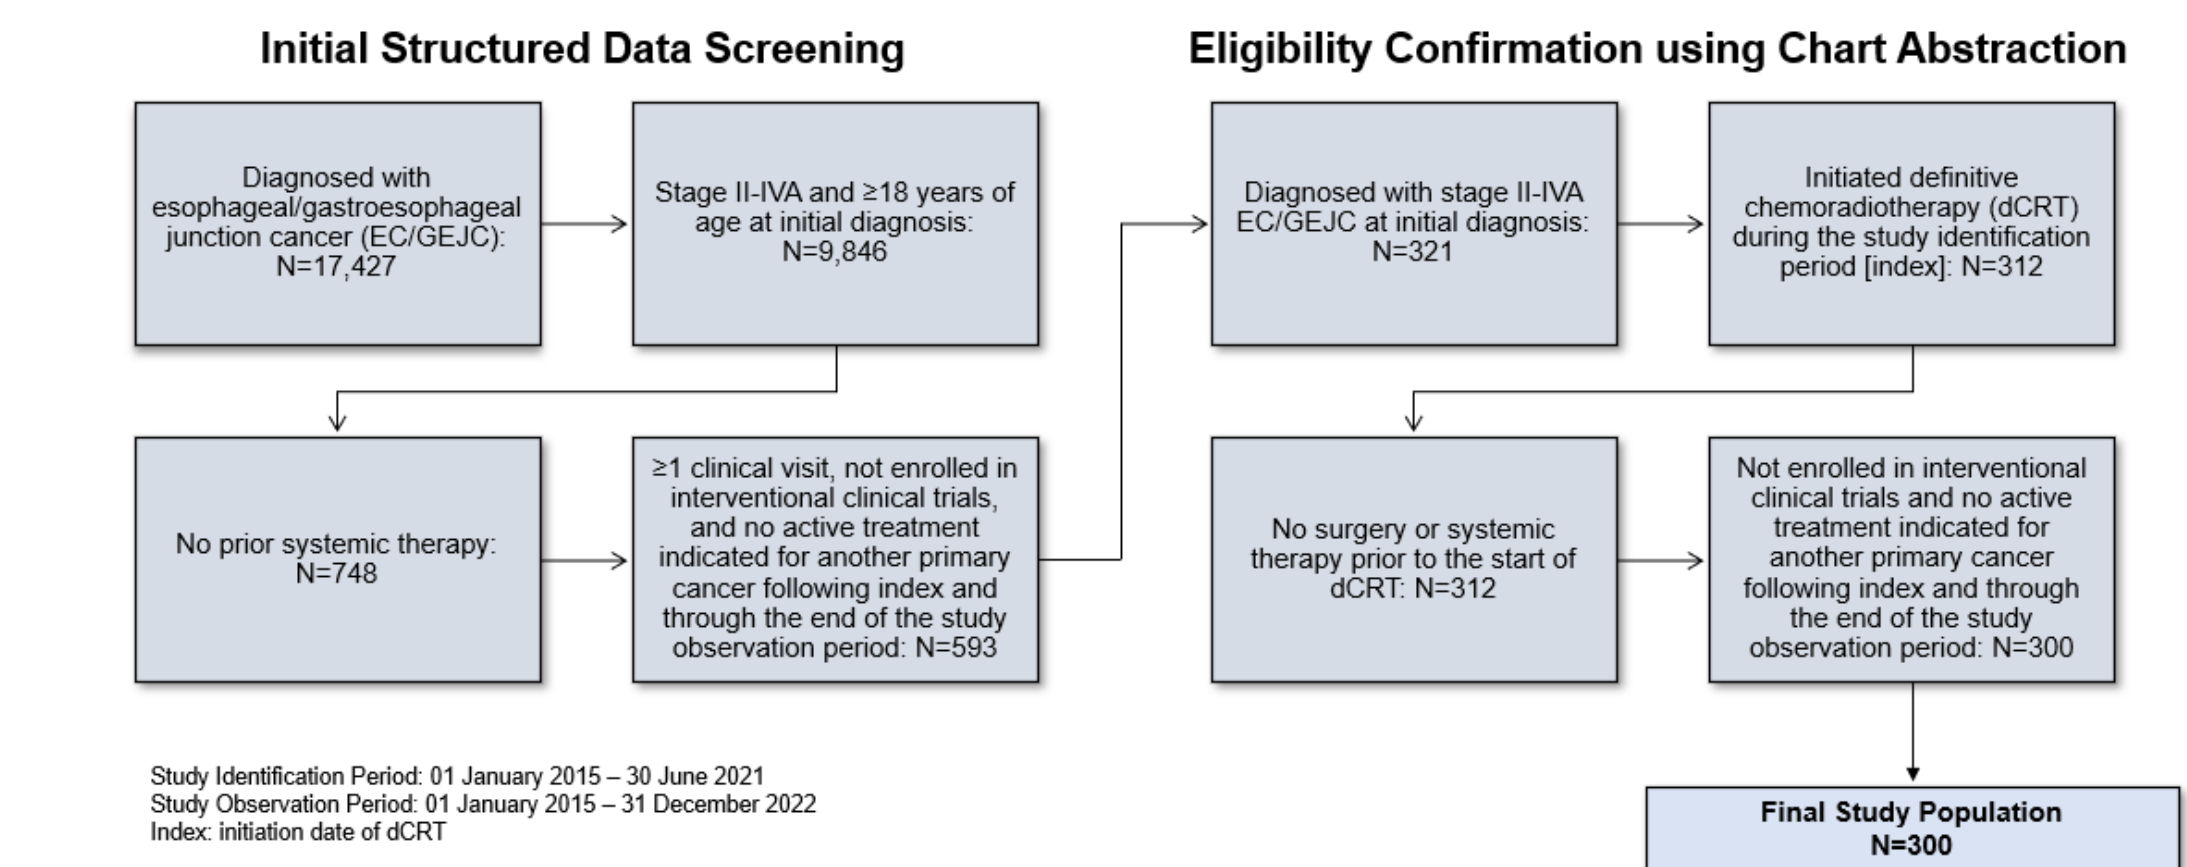 Initial Structured Data Screening
Diagnosed with
esophageal/gastroesophageal
junction cancer (EC/GEJC):
N=17,427
Stage II-IVA and ≥18 years of
age at initial diagnosis:
N=9,846
No prior systemic therapy:
N=748
≥1 clinical visit, not enrolled in
interventional clinical trials,
and no active treatment
indicated for another primary
cancer following index and
through the end of the study
observation period: N=593
Eligibility Confirmation using Chart Abstraction
Diagnosed with stage II-IVA
EC/GEJC at initial diagnosis:
N=321
Initiated definitive
chemoradiotherapy (dCRT)
during the study identification
period [index]: N=312
No surgery or systemic
therapy prior to the start of
dCRT: N=312
Not enrolled in interventional
clinical trials and no active
treatment indicated for
another primary cancer
following index and through
the end of the study
observation period: N=300
Final Study Population
N=300
Study Identification Period: 01 January 2015 – 30 June 2021
Study Observation Period: 01 January 2015 – 31 December 2022
Index: initiation date of dCRT